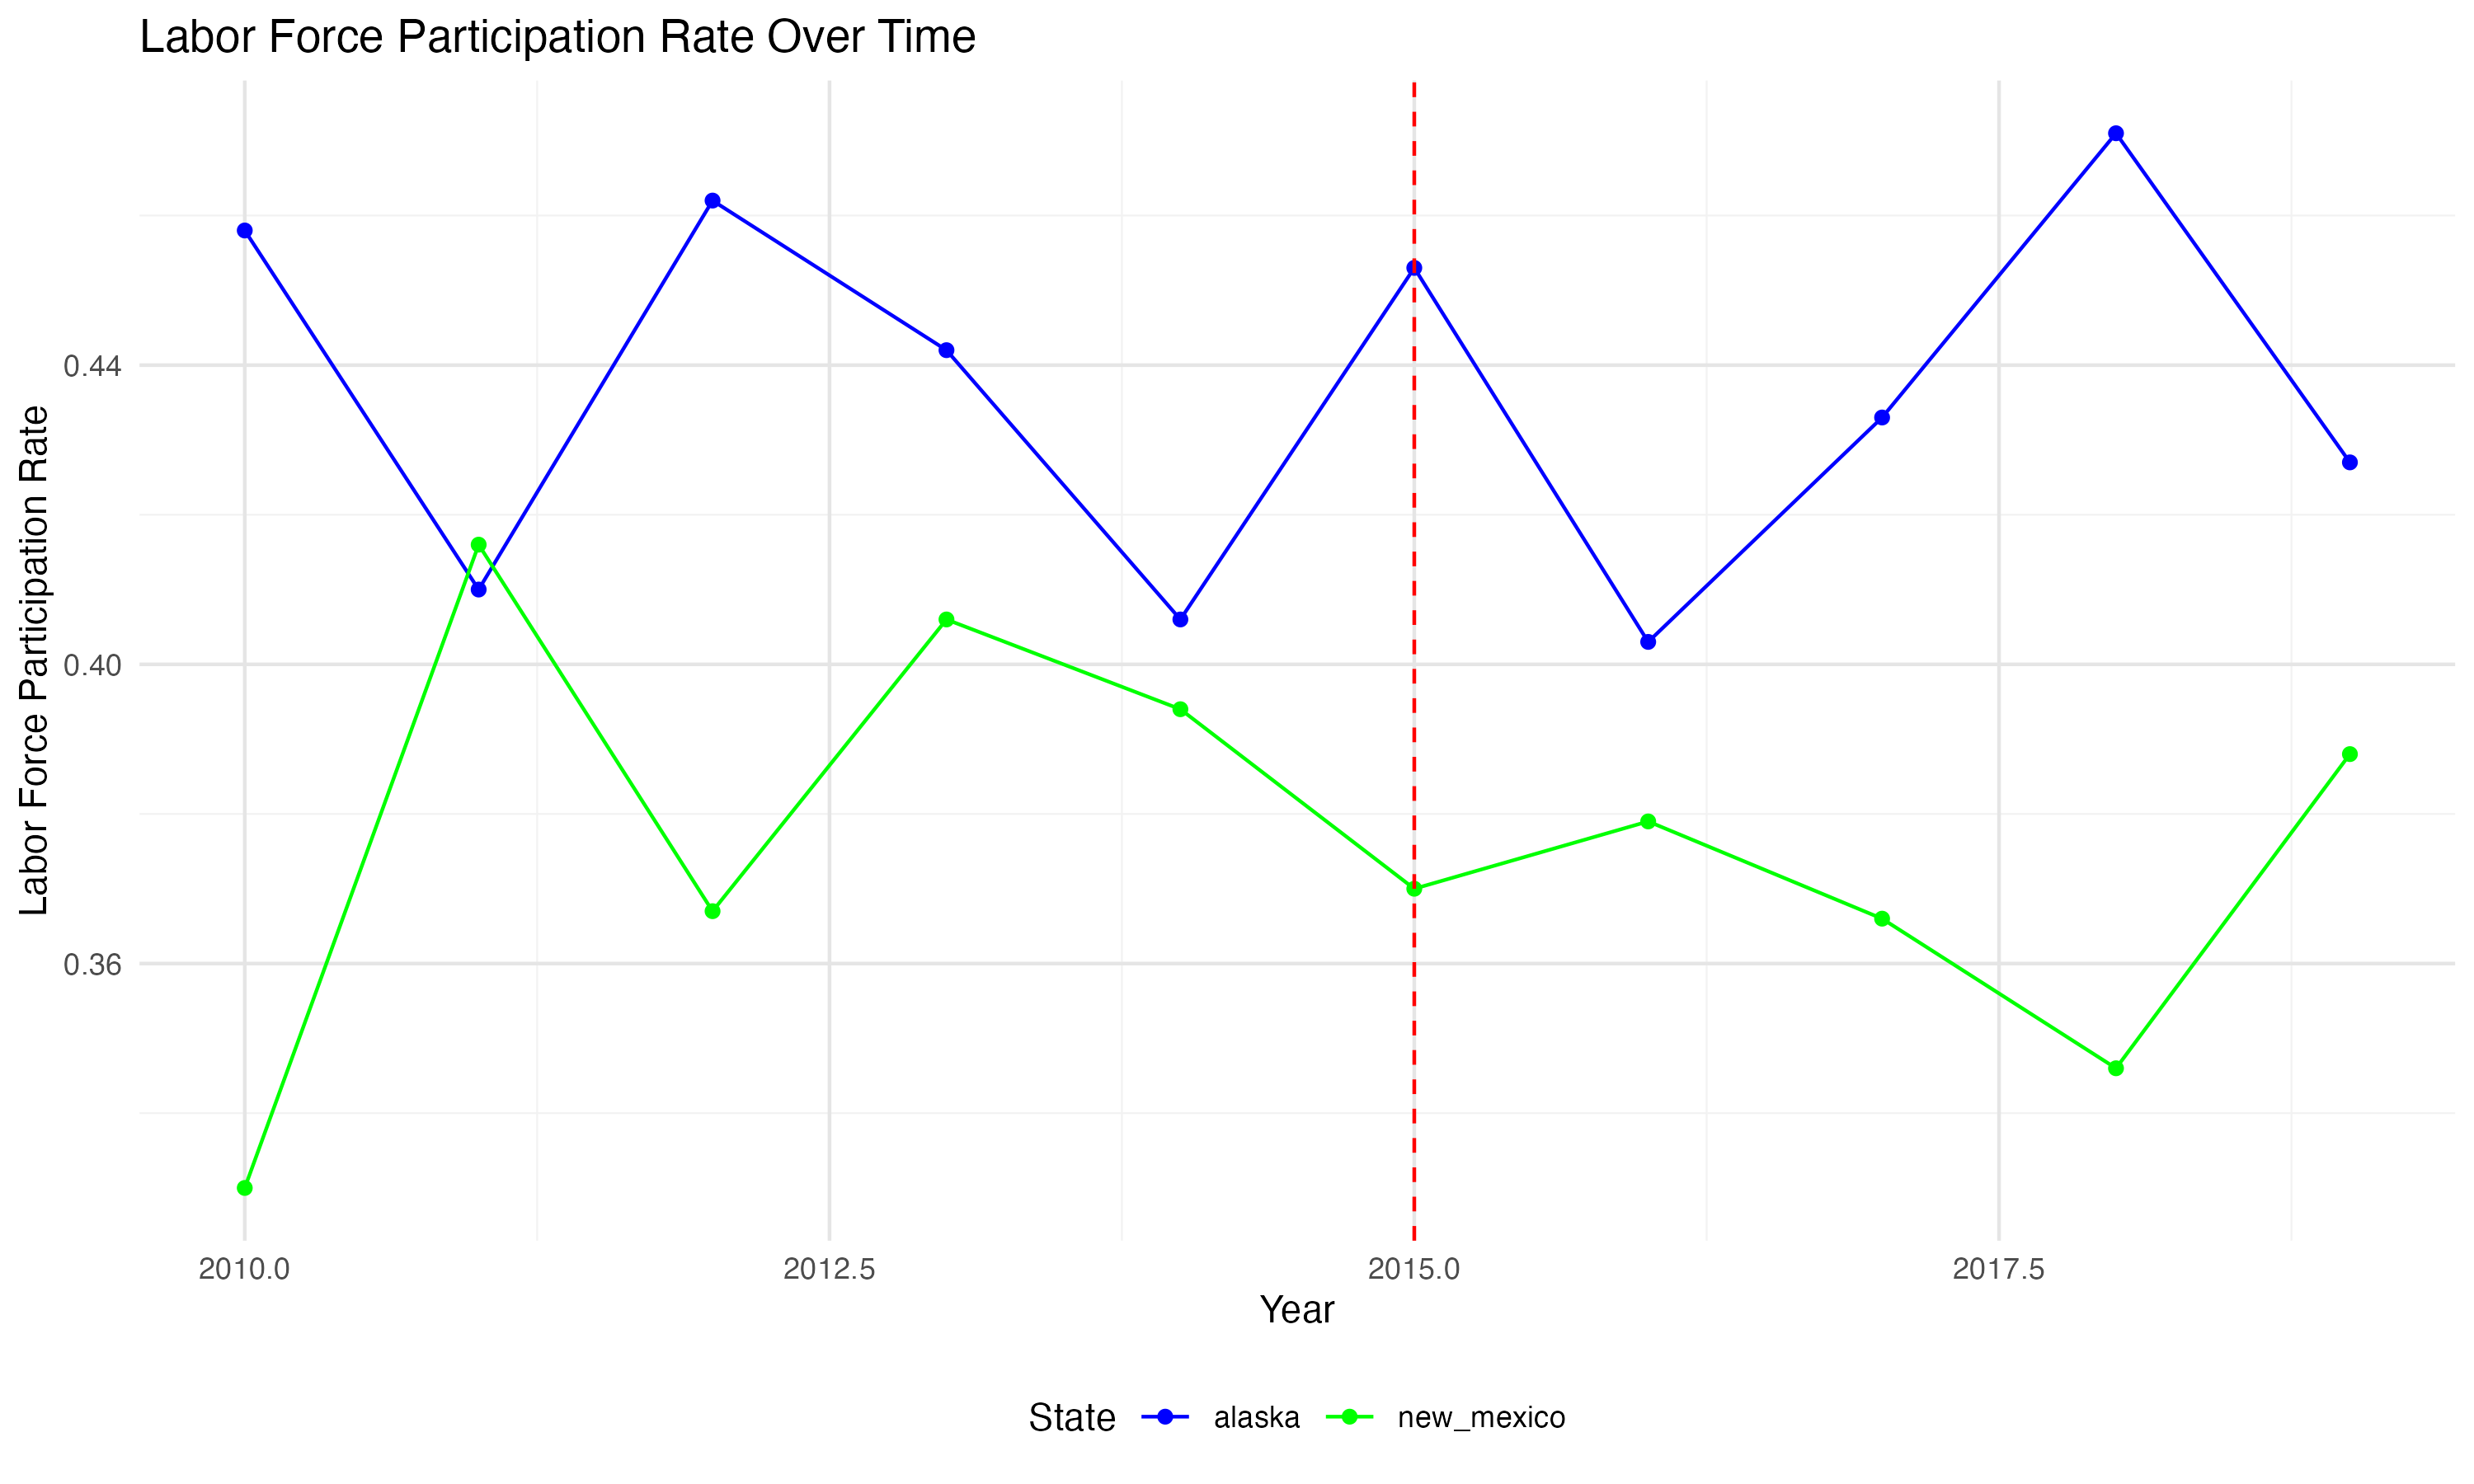 Labor Force Participation Rate Over Time
Labor Force Participation Rate
0.44
0.40
0.36
2010.0 2012.5 2015.0 2017.5
Year
State alaska new_mexico